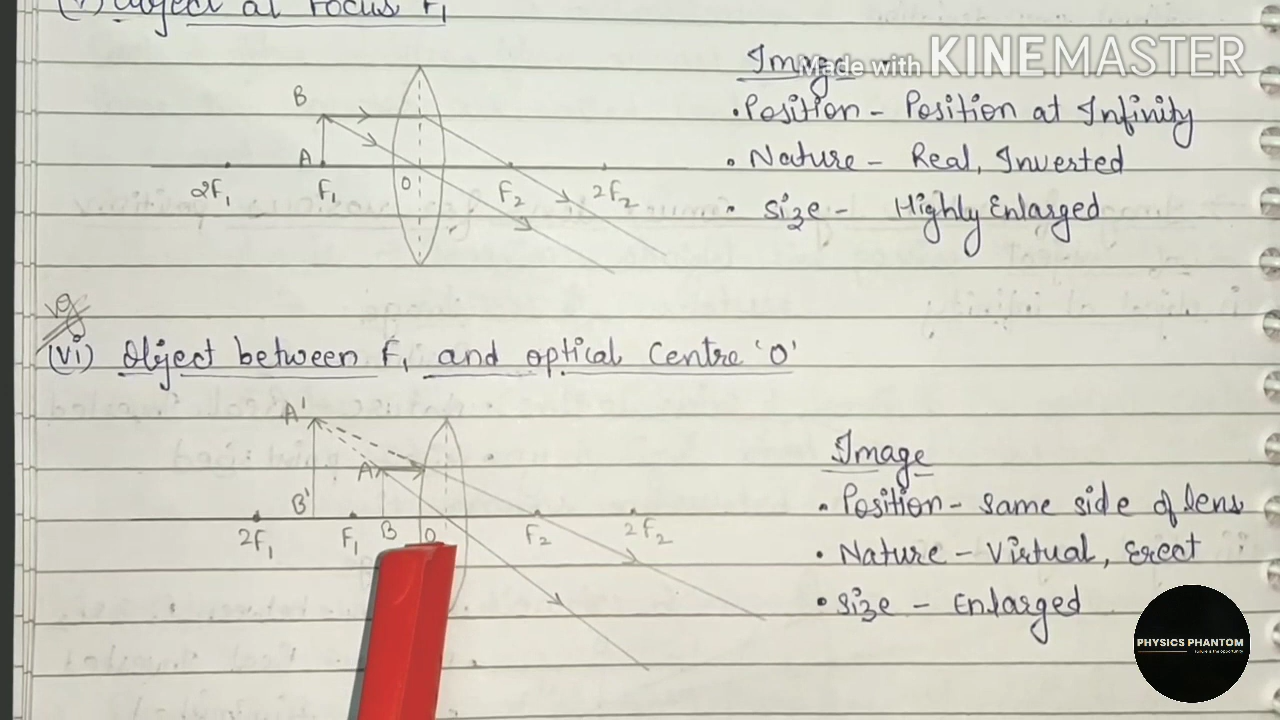 (v) Object at Focus F1
Made with KINEMASTER
Image
B
• Position - Position at Infinity
A
• Nature - Real, Inverted
2F1 F1 O F2 2F2
• Size - Highly Enlarged
(vi) Object between F1 and optical Centre 'O'
A'
Image
A
B'
• Position - Same side of lens
2F1 F1 B O F2 2F2
• Nature - Virtual, Erect
• Size - Enlarged
PHYSICS PHANTOM